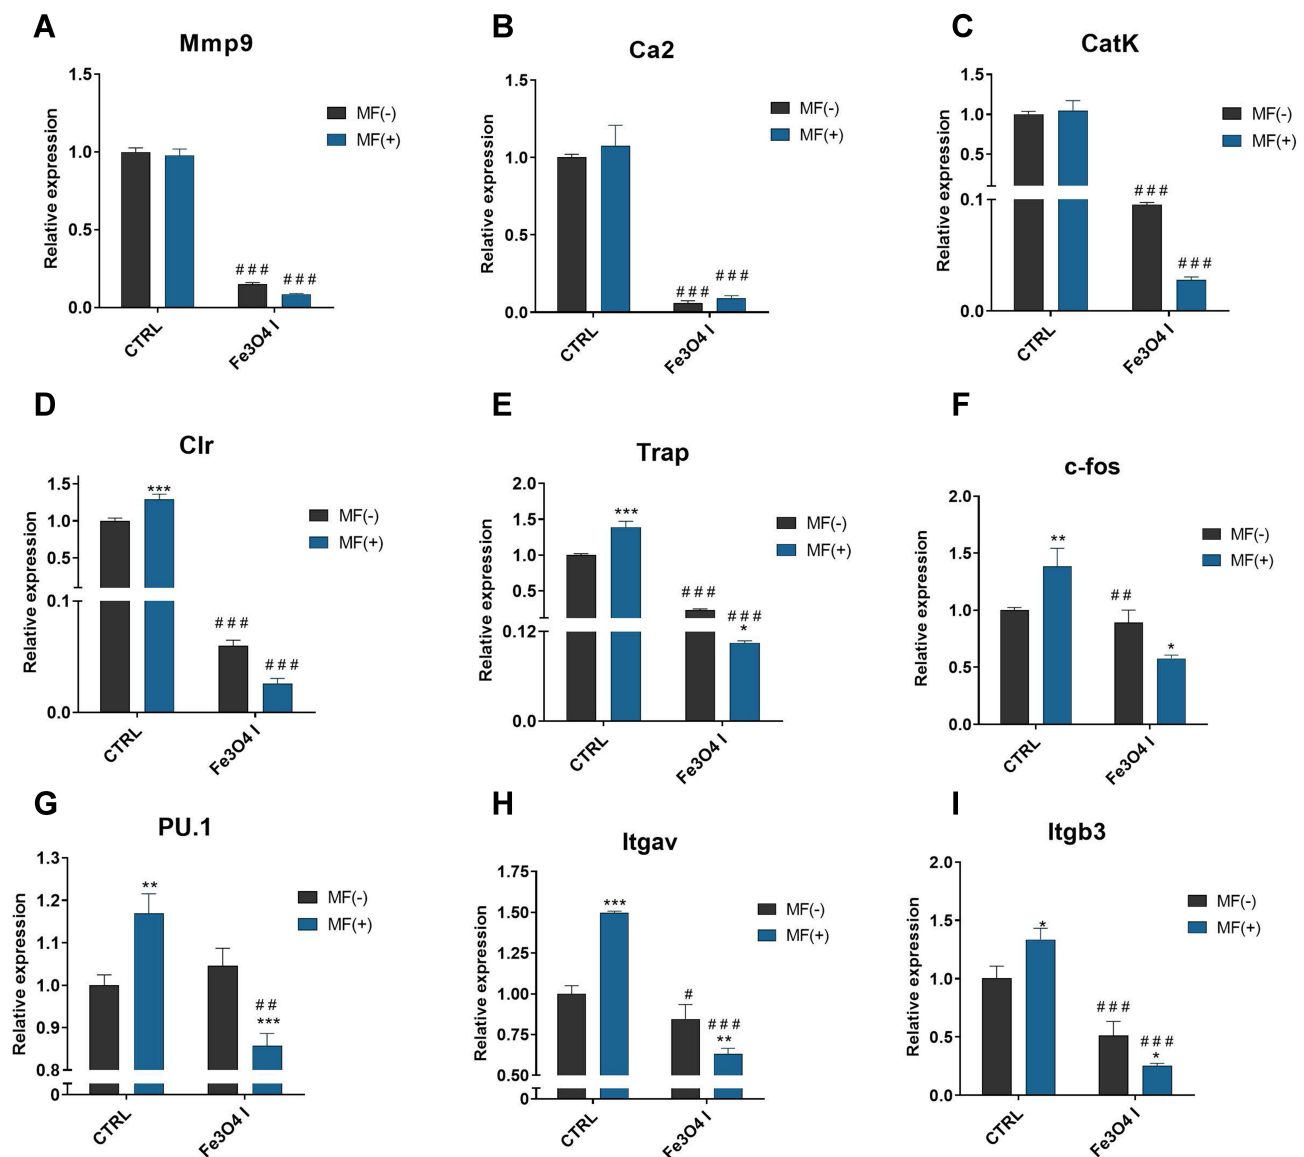 A
Mmp9
1.5
1.0
0.5
0.0
Relative expression
MF(-)
MF(+)
# # #
# # #
CTRL
Fe3O4 I
B
Ca2
1.5
1.0
0.5
0.0
Relative expression
MF(-)
MF(+)
# # #
# # #
CTRL
Fe3O4 I
C
CatK
1.5
1.0
0.5
0.1
0.0
Relative expression
MF(-)
MF(+)
# # #
# # #
CTRL
Fe3O4 I
D
Clr
1.5
1.0
0.5
0.1
0.0
Relative expression
MF(-)
MF(+)
***
# # #
# # #
CTRL
Fe3O4 I
E
Trap
2.0
1.5
1.0
0.5
0.12
0.0
Relative expression
MF(-)
MF(+)
***
# # #
# # #
*
CTRL
Fe3O4 I
F
c-fos
2.0
1.5
1.0
0.5
0.0
Relative expression
MF(-)
MF(+)
**
# #
*
CTRL
Fe3O4 I
G
PU.1
1.3
1.2
1.1
1.0
0.9
0.8
0
Relative expression
MF(-)
MF(+)
**
# #
***
CTRL
Fe3O4 I
H
Itgav
1.75
1.50
1.25
1.00
0.75
0.50
0
Relative expression
MF(-)
MF(+)
***
#
# # #
**
CTRL
Fe3O4 I
I
Itgb3
2.0
1.5
1.0
0.5
0.0
Relative expression
MF(-)
MF(+)
*
# # #
# # #
*
CTRL
Fe3O4 I